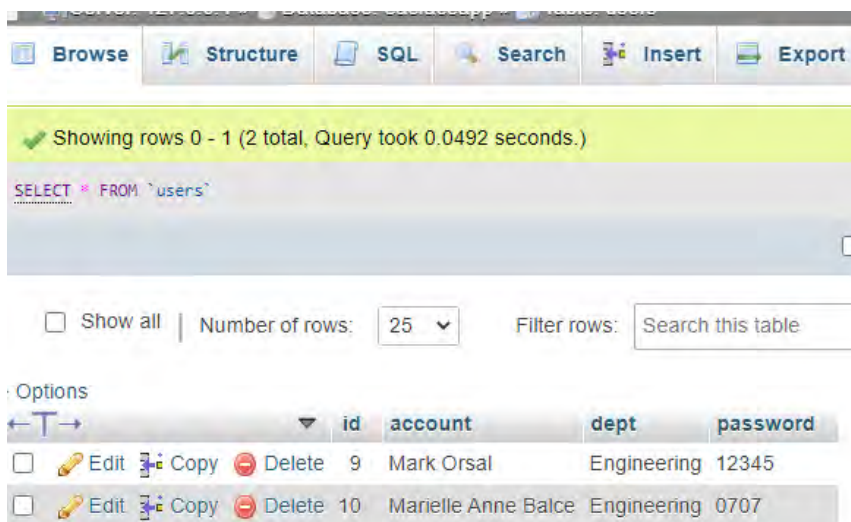 Browse Structure SQL Search Insert Export
Showing rows 0 - 1 (2 total, Query took 0.0492 seconds.)
SELECT * FROM `users`
Show all | Number of rows: 25 Filter rows: Search this table
Options
id account dept password
Edit Copy Delete 9 Mark Orsal Engineering 12345
Edit Copy Delete 10 Marielle Anne Balce Engineering 0707